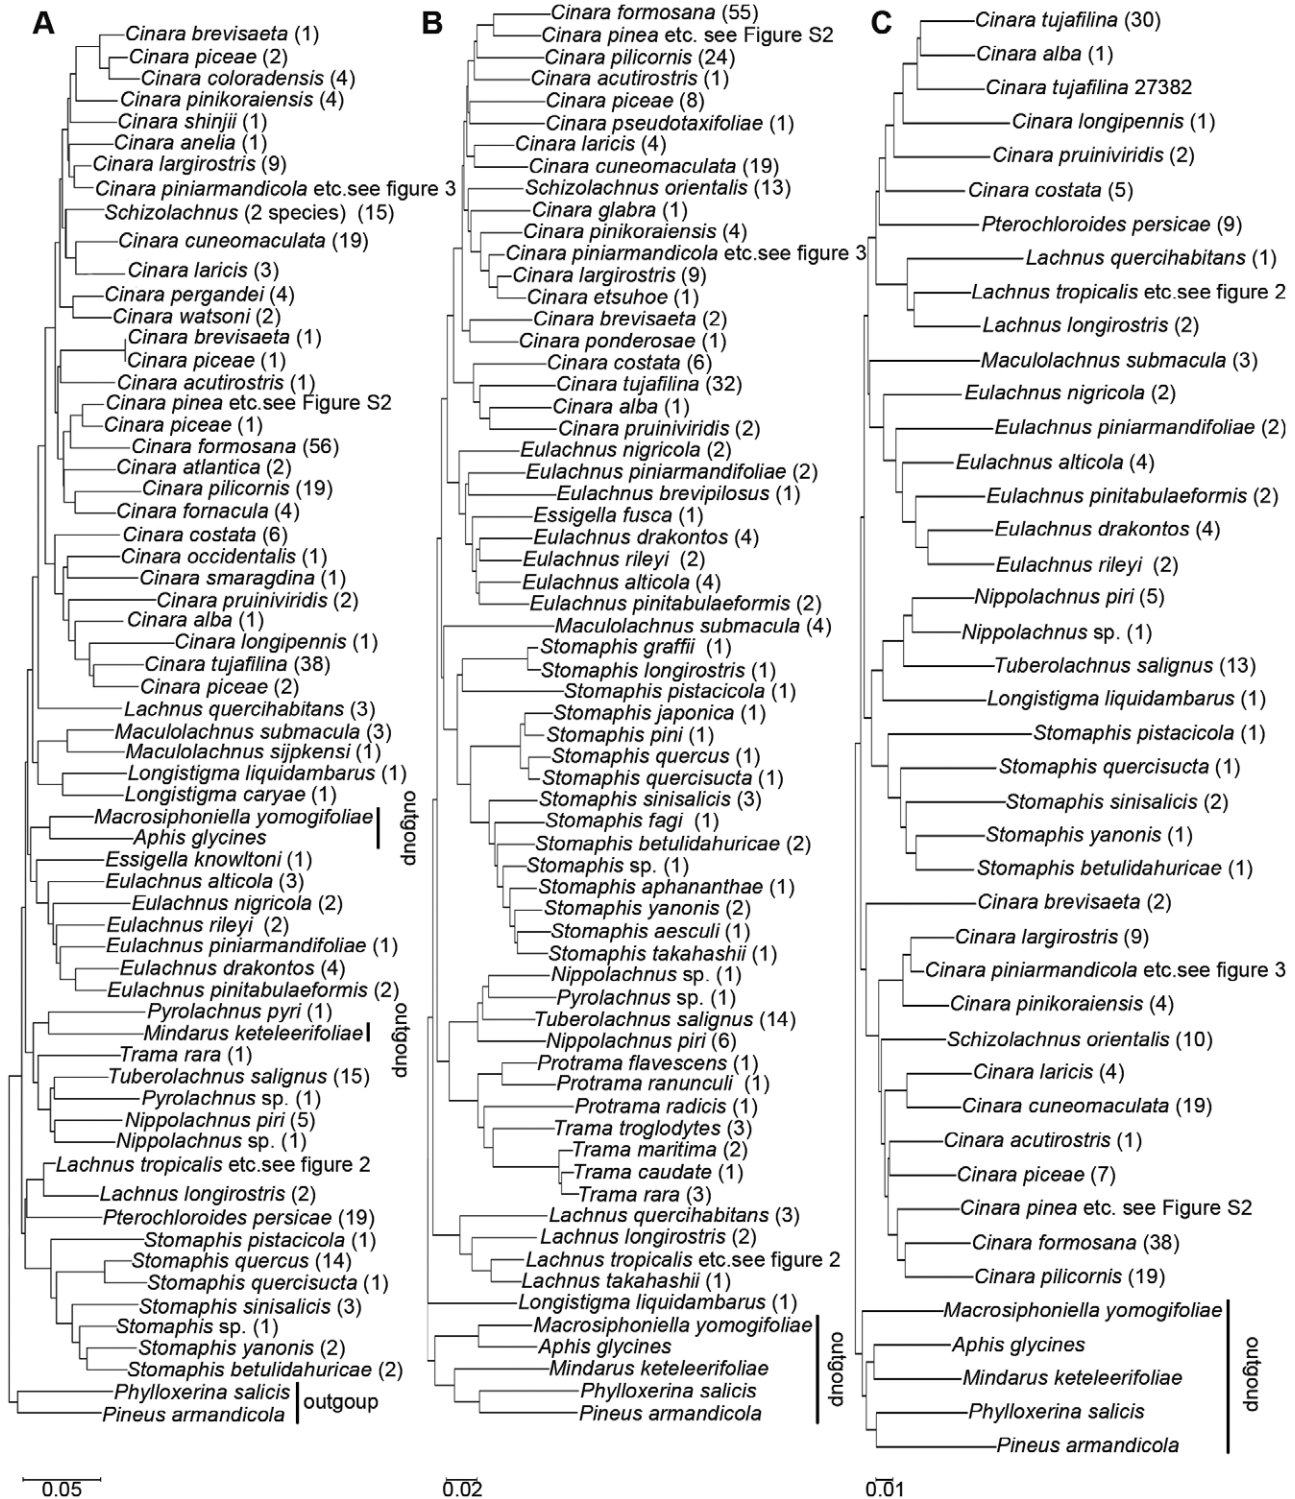 A
Cinara brevisaeta (1)
Cinara piceae (2)
Cinara coloradensis (4)
Cinara pinikoraiensis (4)
Cinara shinjii (1)
Cinara anelia (1)
Cinara largirostris (9)
Cinara piniarmandicola etc.see figure 3
Schizolachnus (2 species) (15)
Cinara cuneomaculata (19)
Cinara laricis (3)
Cinara pergandei (4)
Cinara watsoni (2)
Cinara brevisaeta (1)
Cinara piceae (1)
Cinara acutirostris (1)
Cinara pinea etc.see Figure S2
Cinara piceae (1)
Cinara formosana (56)
Cinara atlantica (2)
Cinara pilicornis (19)
Cinara fornacula (4)
Cinara costata (6)
Cinara occidentalis (1)
Cinara smaragdina (1)
Cinara pruiniviridis (2)
Cinara alba (1)
Cinara longipennis (1)
Cinara tujafilina (38)
Cinara piceae (2)
Lachnus quercihabitans (3)
Maculolachnus submacula (3)
Maculolachnus sijpkensi (1)
Longistigma liquidambarus (1)
Longistigma caryae (1)
Macrosiphoniella yomogifoliae
Aphis glycines
outgoup
Essigella knowltoni (1)
Eulachnus alticola (3)
Eulachnus nigricola (2)
Eulachnus rileyi (2)
Eulachnus piniarmandifoliae (1)
Eulachnus drakontos (4)
Eulachnus pinitabulaeformis (2)
Pyrolachnus pyri (1)
Mindarus keteleerifoliae
outgoup
Trama rara (1)
Tuberolachnus salignus (15)
Pyrolachnus sp. (1)
Nippolachnus piri (5)
Nippolachnus sp. (1)
Lachnus tropicalis etc.see figure 2
Lachnus longirostris (2)
Pterochloroides persicae (19)
Stomaphis pistacicola (1)
Stomaphis quercus (14)
Stomaphis quercisucta (1)
Stomaphis sinisalicis (3)
Stomaphis sp. (1)
Stomaphis yanonis (2)
Stomaphis betulidahuricae (2)
Phylloxerina salicis
Pineus armandicola
outgoup
0.05
B
Cinara formosana (55)
Cinara pinea etc. see Figure S2
Cinara pilicornis (24)
Cinara acutirostris (1)
Cinara piceae (8)
Cinara pseudotaxifoliae (1)
Cinara laricis (4)
Cinara cuneomaculata (19)
Schizolachnus orientalis (13)
Cinara glabra (1)
Cinara pinikoraiensis (4)
Cinara piniarmandicola etc.see figure 3
Cinara largirostris (9)
Cinara etsuhoe (1)
Cinara brevisaeta (2)
Cinara ponderosae (1)
Cinara costata (6)
Cinara tujafilina (32)
Cinara alba (1)
Cinara pruiniviridis (2)
Eulachnus nigricola (2)
Eulachnus piniarmandifoliae (2)
Eulachnus brevipilosus (1)
Essigella fusca (1)
Eulachnus drakontos (4)
Eulachnus rileyi (2)
Eulachnus alticola (4)
Eulachnus pinitabulaeformis (2)
Maculolachnus submacula (4)
Stomaphis graffii (1)
Stomaphis longirostris (1)
Stomaphis pistacicola (1)
Stomaphis japonica (1)
Stomaphis pini (1)
Stomaphis quercus (1)
Stomaphis quercisucta (1)
Stomaphis sinisalicis (3)
Stomaphis fagi (1)
Stomaphis betulidahuricae (2)
Stomaphis sp. (1)
Stomaphis aphananthae (1)
Stomaphis yanonis (2)
Stomaphis aesculi (1)
Stomaphis takahashii (1)
Nippolachnus sp. (1)
Pyrolachnus sp. (1)
Tuberolachnus salignus (14)
Nippolachnus piri (6)
Protrama flavescens (1)
Protrama ranunculi (1)
Protrama radicis (1)
Trama troglodytes (3)
Trama maritima (2)
Trama caudate (1)
Trama rara (3)
Lachnus quercihabitans (3)
Lachnus longirostris (2)
Lachnus tropicalis etc.see figure 2
Lachnus takahashii (1)
Longistigma liquidambarus (1)
Macrosiphoniella yomogifoliae
Aphis glycines
Mindarus keteleerifoliae
Phylloxerina salicis
Pineus armandicola
outgoup
0.02
C
Cinara tujafilina (30)
Cinara alba (1)
Cinara tujafilina 27382
Cinara longipennis (1)
Cinara pruiniviridis (2)
Cinara costata (5)
Pterochloroides persicae (9)
Lachnus quercihabitans (1)
Lachnus tropicalis etc.see figure 2
Lachnus longirostris (2)
Maculolachnus submacula (3)
Eulachnus nigricola (2)
Eulachnus piniarmandifoliae (2)
Eulachnus alticola (4)
Eulachnus pinitabulaeformis (2)
Eulachnus drakontos (4)
Eulachnus rileyi (2)
Nippolachnus piri (5)
Nippolachnus sp. (1)
Tuberolachnus salignus (13)
Longistigma liquidambarus (1)
Stomaphis pistacicola (1)
Stomaphis quercisucta (1)
Stomaphis sinisalicis (2)
Stomaphis yanonis (1)
Stomaphis betulidahuricae (1)
Cinara brevisaeta (2)
Cinara largirostris (9)
Cinara piniarmandicola etc.see figure 3
Cinara pinikoraiensis (4)
Schizolachnus orientalis (10)
Cinara laricis (4)
Cinara cuneomaculata (19)
Cinara acutirostris (1)
Cinara piceae (7)
Cinara pinea etc. see Figure S2
Cinara formosana (38)
Cinara pilicornis (19)
Macrosiphoniella yomogifoliae
Aphis glycines
Mindarus keteleerifoliae
Phylloxerina salicis
Pineus armandicola
outgoup
0.01